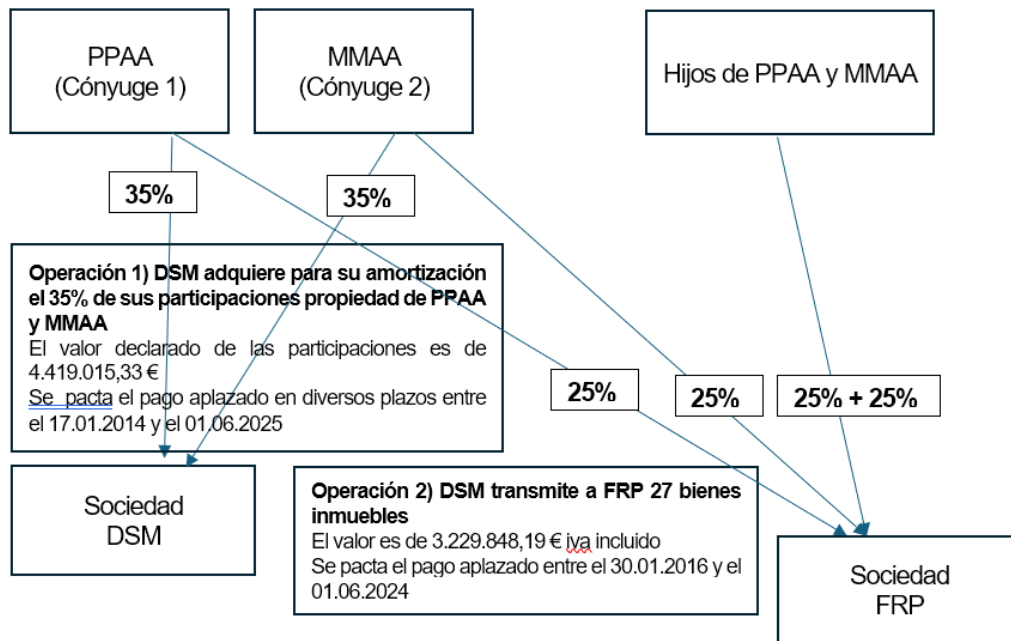 PPAA
(Cónyuge 1)
MMAA
(Cónyuge 2)
Hijos de PPAA y MMAA
35%
35%
Operación 1) DSM adquiere para su amortización
el 35% de sus participaciones propiedad de PPAA
y MMAA
El valor declarado de las participaciones es de
4.419.015,33 €
Se pacta el pago aplazado en diversos plazos entre
el 17.01.2014 y el 01.06.2025
25%
25%
25% + 25%
Sociedad
DSM
Operación 2) DSM transmite a FRP 27 bienes
inmuebles
El valor es de 3.229.848,19 € iva incluido
Se pacta el pago aplazado entre el 30.01.2016 y el
01.06.2024
Sociedad
FRP